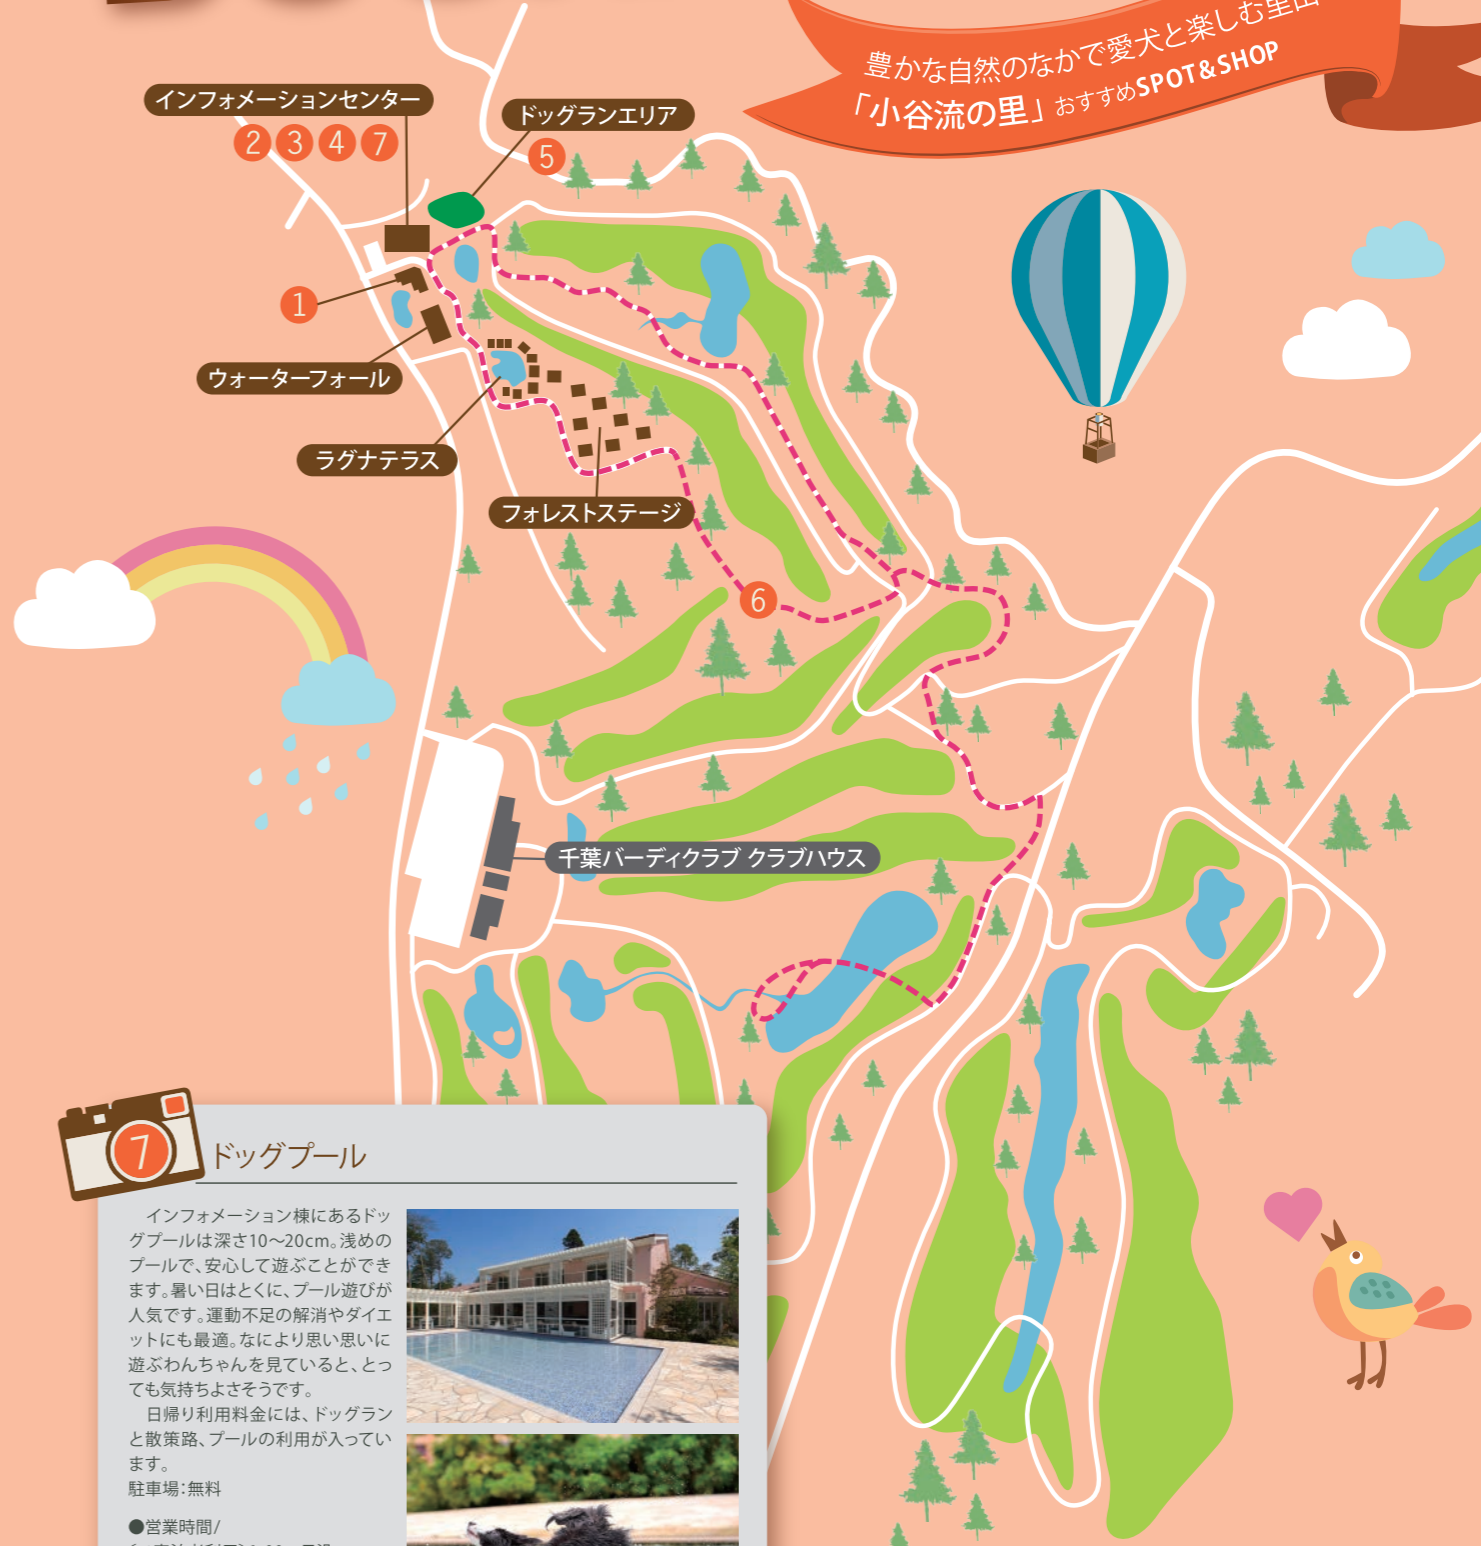 豊かな自然のなかで愛犬と楽しむ里山
「小谷流の里」おすすめSPOT&SHOP
インフォメーションセンター
2 3 4 7
ドッグランエリア
5
1
ウォーターフォール
ラグナテラス
フォレストステージ
6
千葉バーディクラブ クラブハウス
7 ドッグプール
インフォメーション棟にあるドッ
グプールは深さ10〜20cm。浅めの
プールで、安心して遊ぶことができ
ます。暑い日はとくに、プール遊びが
人気です。運動不足の解消やダイエ
ットにも最適。なにより思い思いに
遊ぶわんちゃんを見ていると、とっ
ても気持ちよさそうです。
日帰り利用料金には、ドッグラン
と散策路、プールの利用が入ってい
ます。
駐車場：無料
●営業時間/